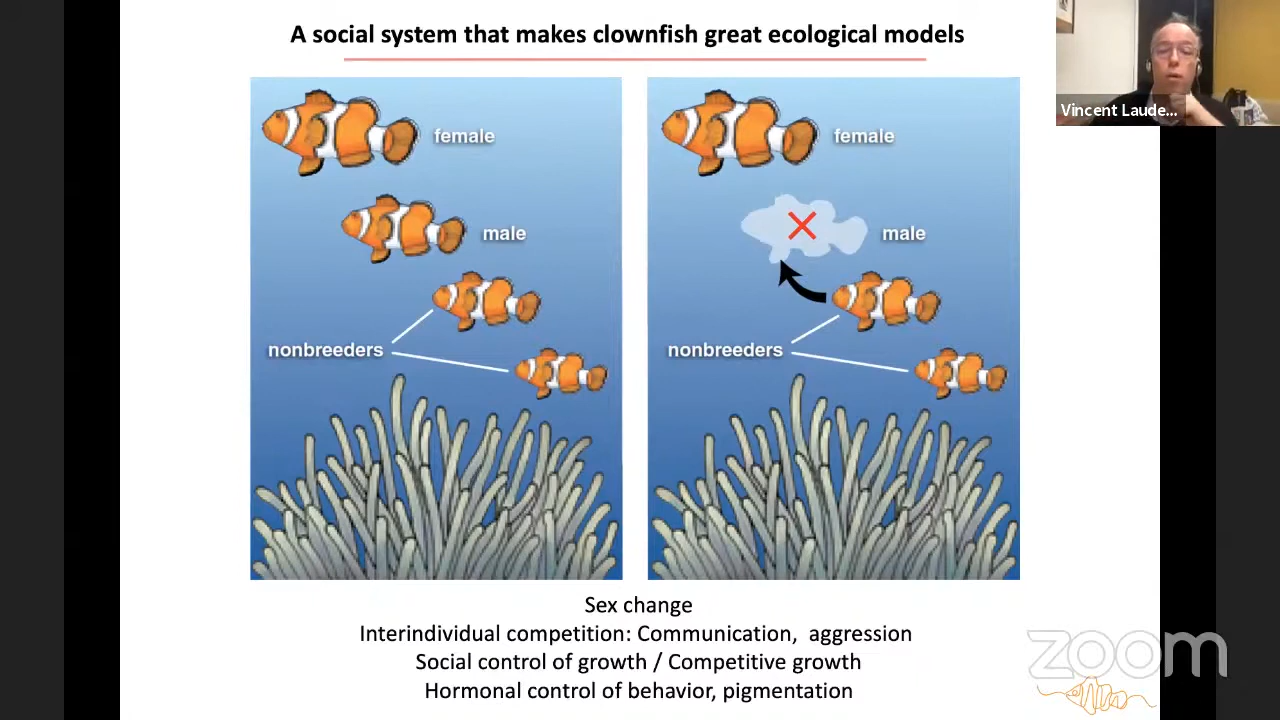 A social system that makes clownfish great ecological models
Vincent Laude...
female
male
nonbreeders
female
male
nonbreeders
Sex change
Interindividual competition: Communication, aggression
Social control of growth / Competitive growth
Hormonal control of behavior, pigmentation
zoom